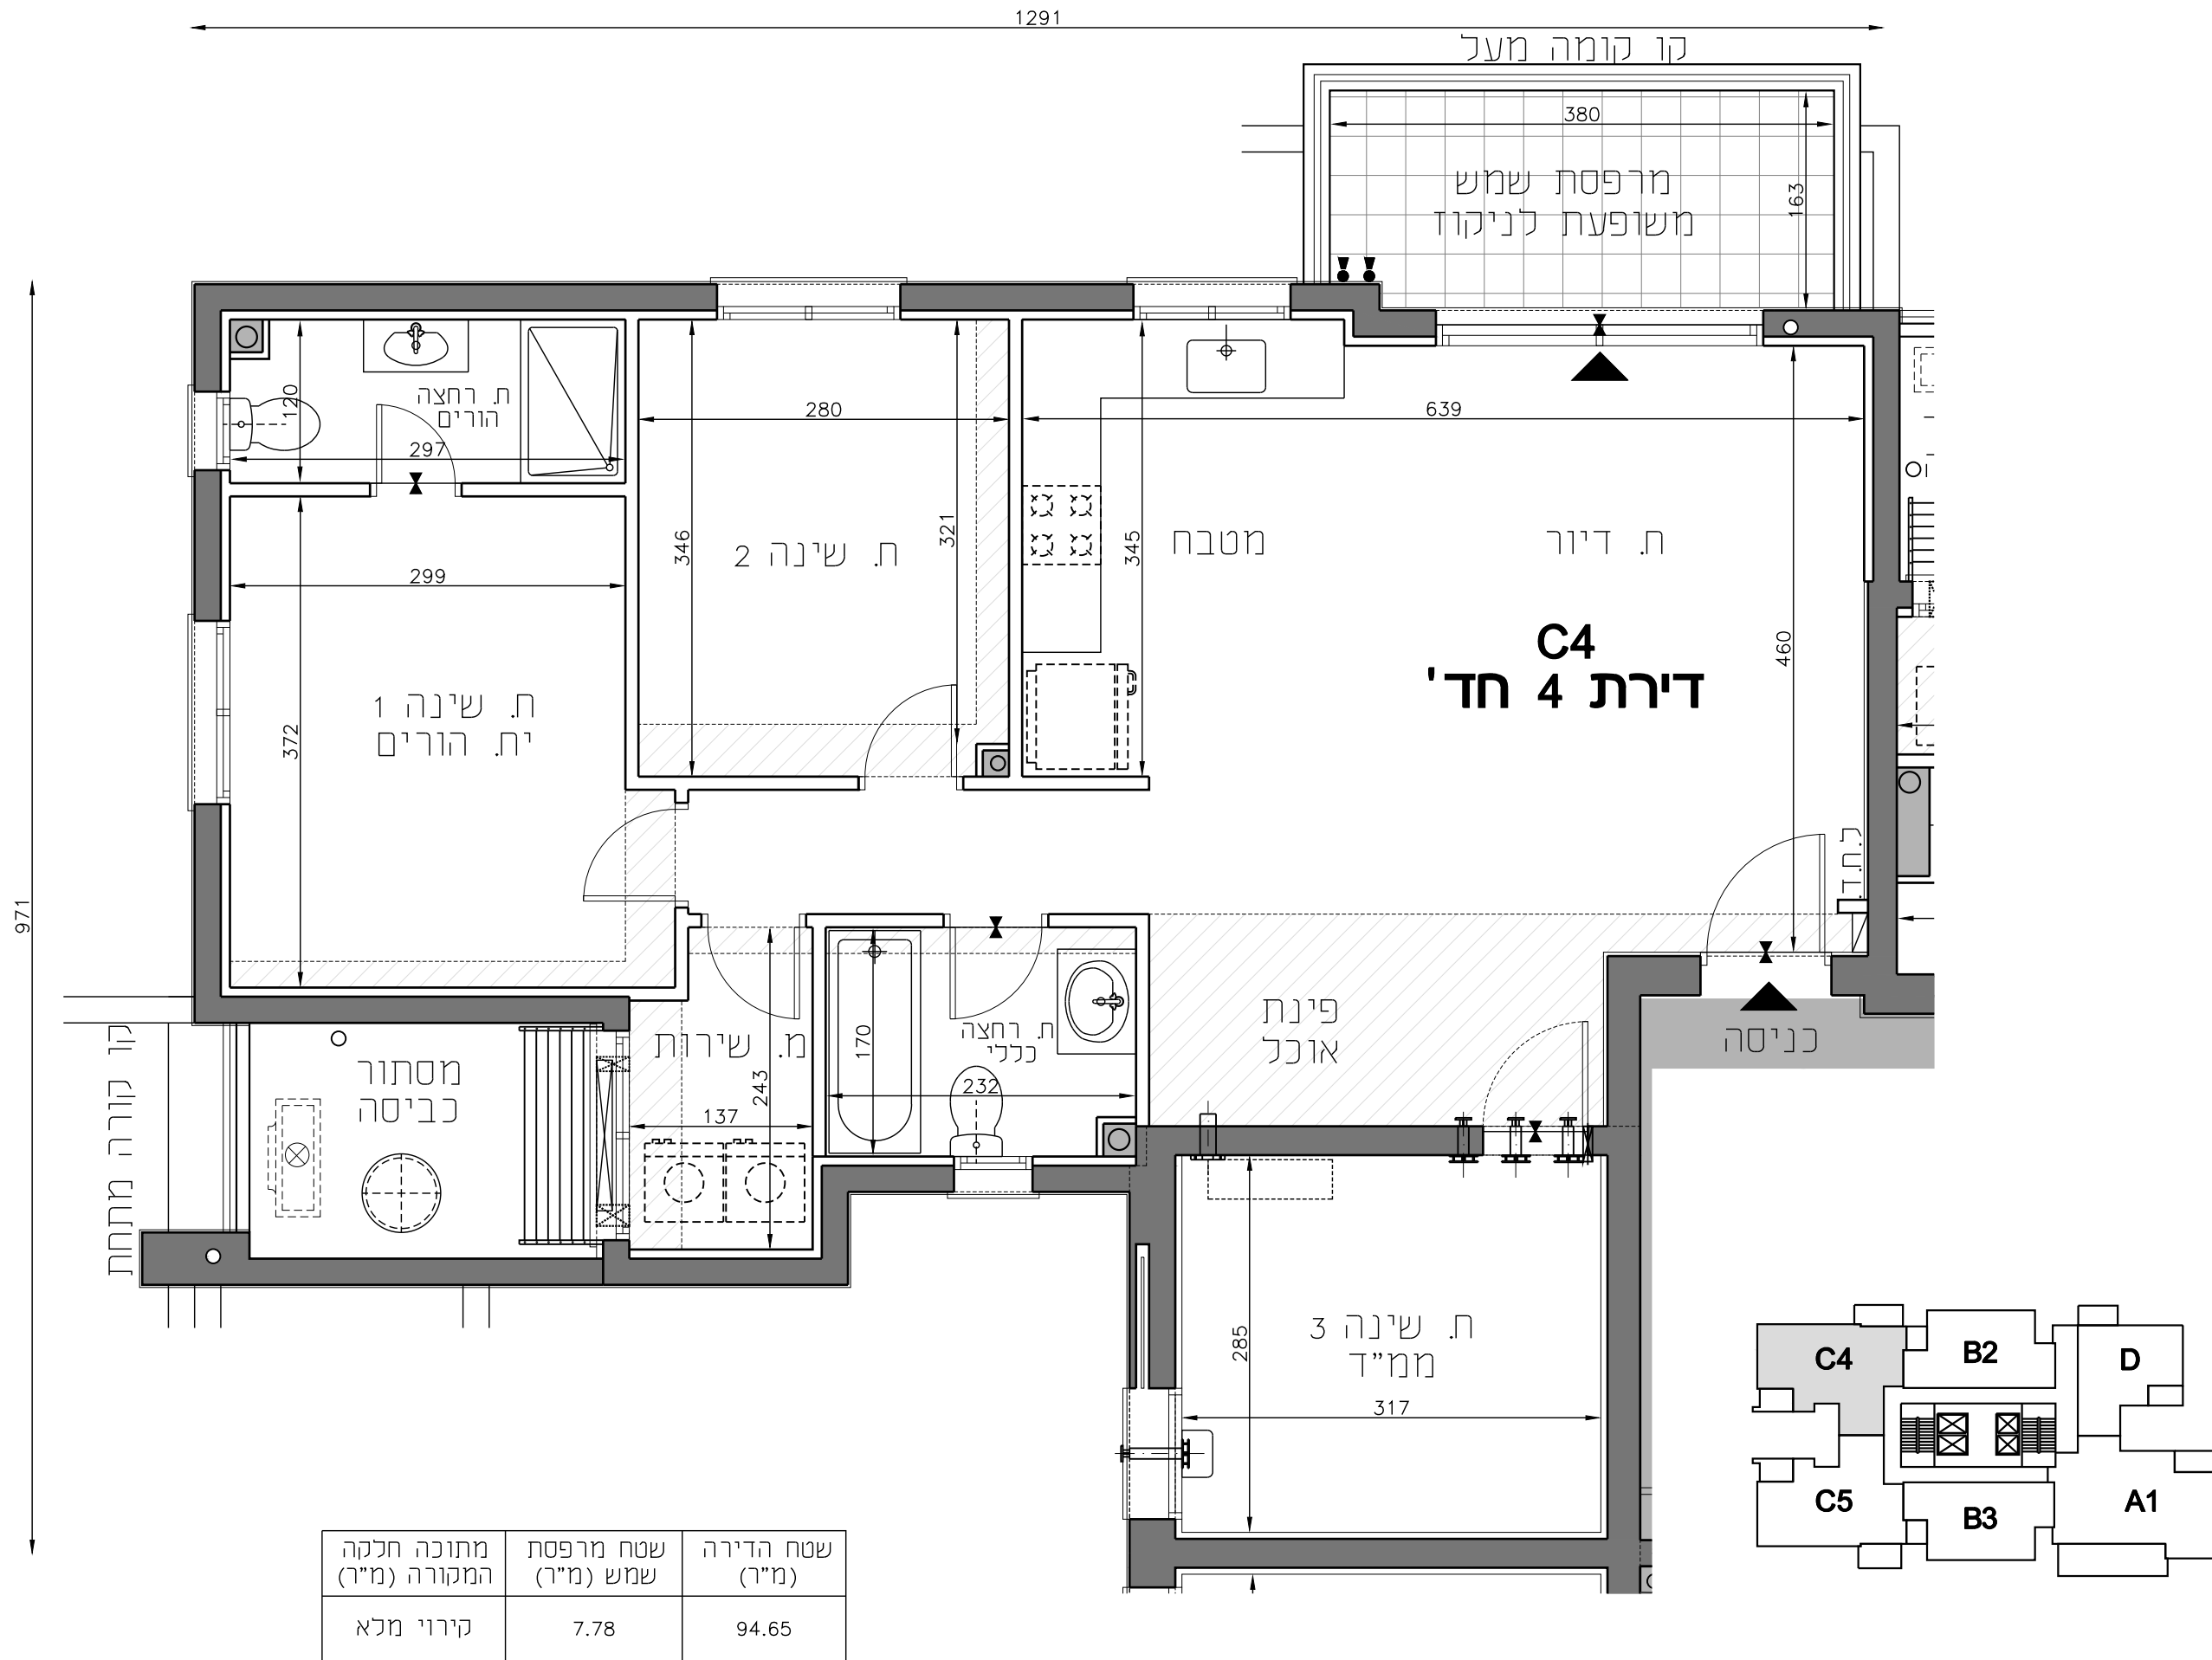 1291
קו קומה מעל
380
163
מרפסת שמש
משופעת לניקוז
120
ח. רחצה
הורים
297
280
639
346
321
345
ח. שינה 2
מטבח
ח. דיור
299
C4
דירת 4 חד'
460
372
ח. שינה 1
יח. הורים
971
ת.ח.ד.
קו קורה מתחת
מסתור
כביסה
מ. שירות
243
137
170
ח. רחצה
כללי
232
פינת
אוכל
כניסה
285
ח. שינה 3
ממ"ד
317
C4
B2
D
C5
B3
A1
שטח הדירה
(מ"ר)
שטח מרפסת
שמש (מ"ר)
מתוכה חלקה
המקורה (מ"ר)
94.65
7.78
קירוי מלא